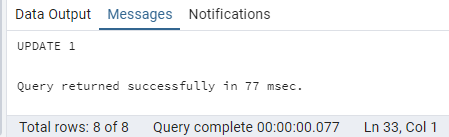 Data Output Messages Notifications
UPDATE 1
Query returned successfully in 77 msec.
Total rows: 8 of 8 Query complete 00:00:00.077 Ln 33, Col 1